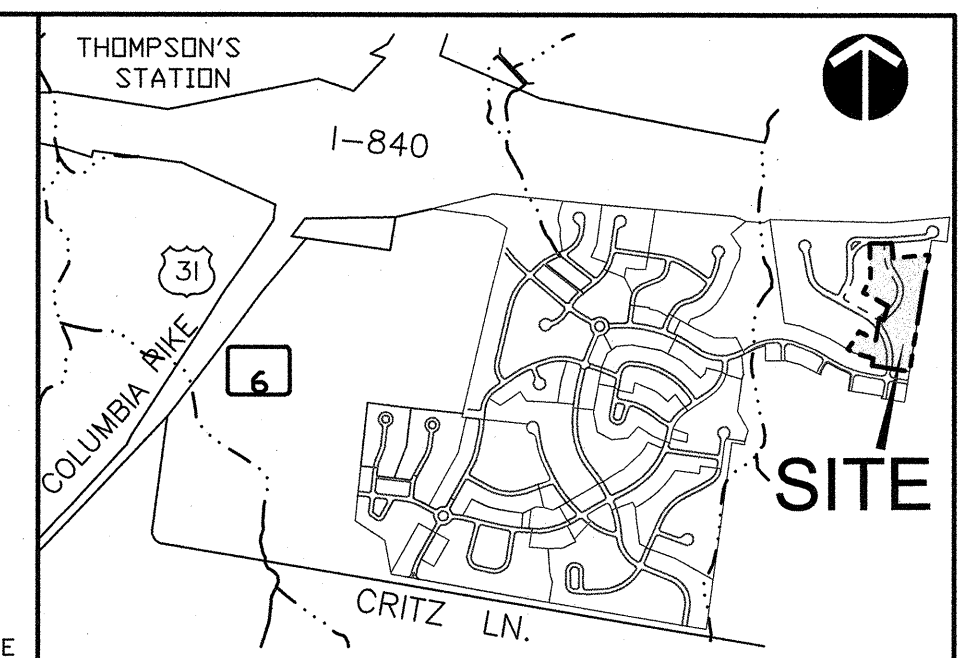 THOMPSON'S
STATION
I-840
31
COLUMBIA PIKE
6
SITE
CRITZ LN.
E